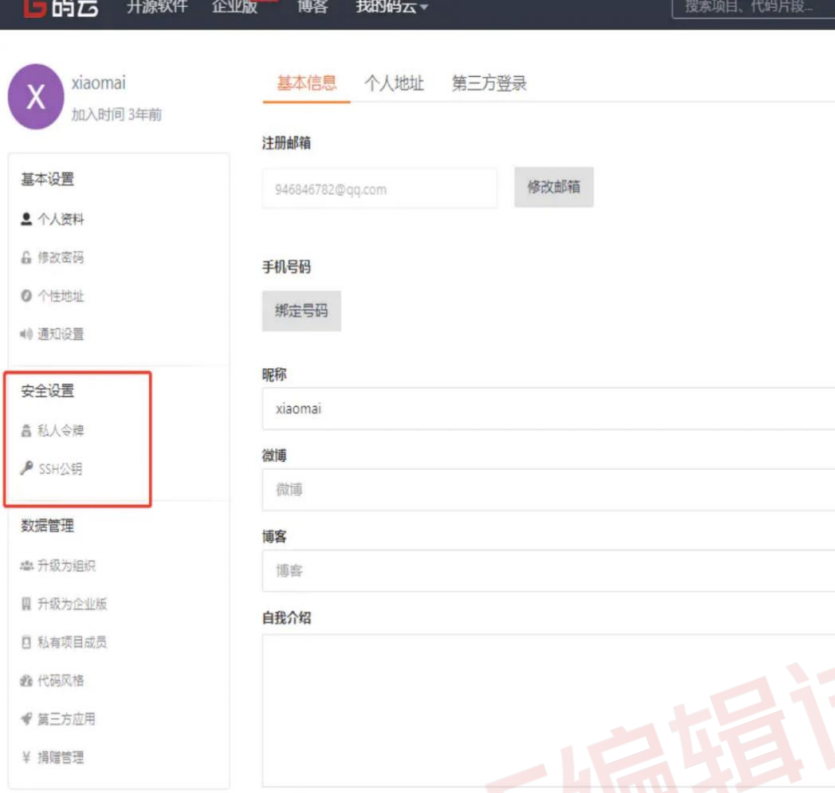 码云 开源软件 企业版 博客 我的码云
搜索项目、代码片段...
X
xiaomai
加入时间 3年前
基本设置
个人资料
修改密码
个性地址
通知设置
安全设置
私人令牌
SSH公钥
数据管理
升级为组织
升级为企业版
私有项目成员
代码风格
第三方应用
¥ 捐赠管理
基本信息 个人地址 第三方登录
注册邮箱
946846782@qq.com 修改邮箱
手机号码
绑定号码
昵称
xiaomai
微博
微博
博客
博客
自我介绍
编辑